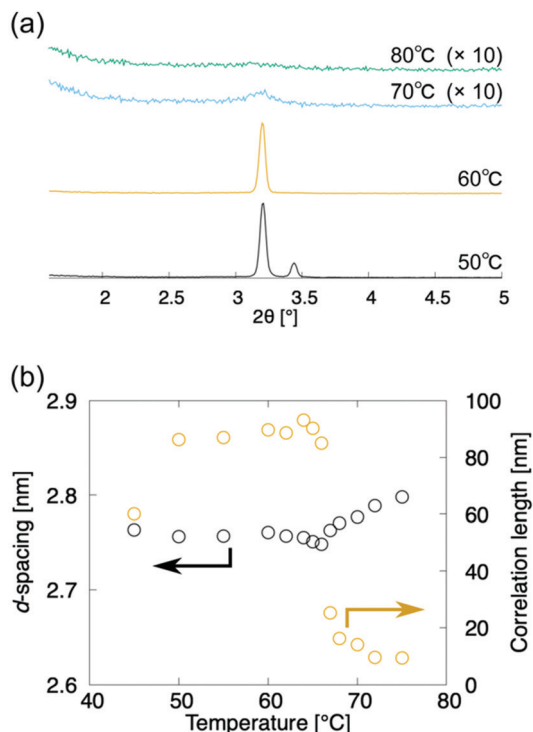 (a)
80°C (× 10)
70°C (× 10)
60°C
50°C
2 2.5 3 3.5 4 4.5 5
2θ [°]
(b)
2.9 100
80
2.8
60
40
2.7
20
2.6 0
40 50 60 70 80
d-spacing [nm]
Correlation length [nm]
Temperature [°C]